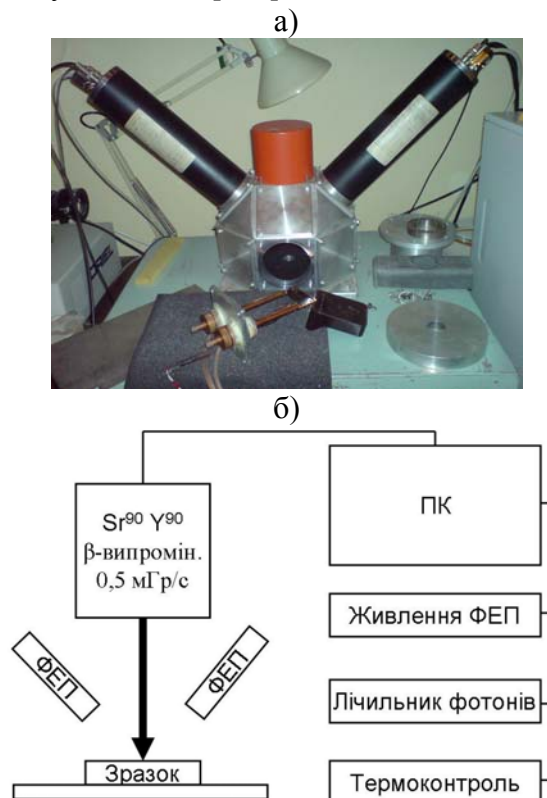 а)
б)
Sr⁹⁰ Y⁹⁰
β-випромін.
0,5 мГр/с
ПК
ФЕП
ФЕП
Живлення ФЕП
Лічильник фотонів
Зразок
Термоконтроль